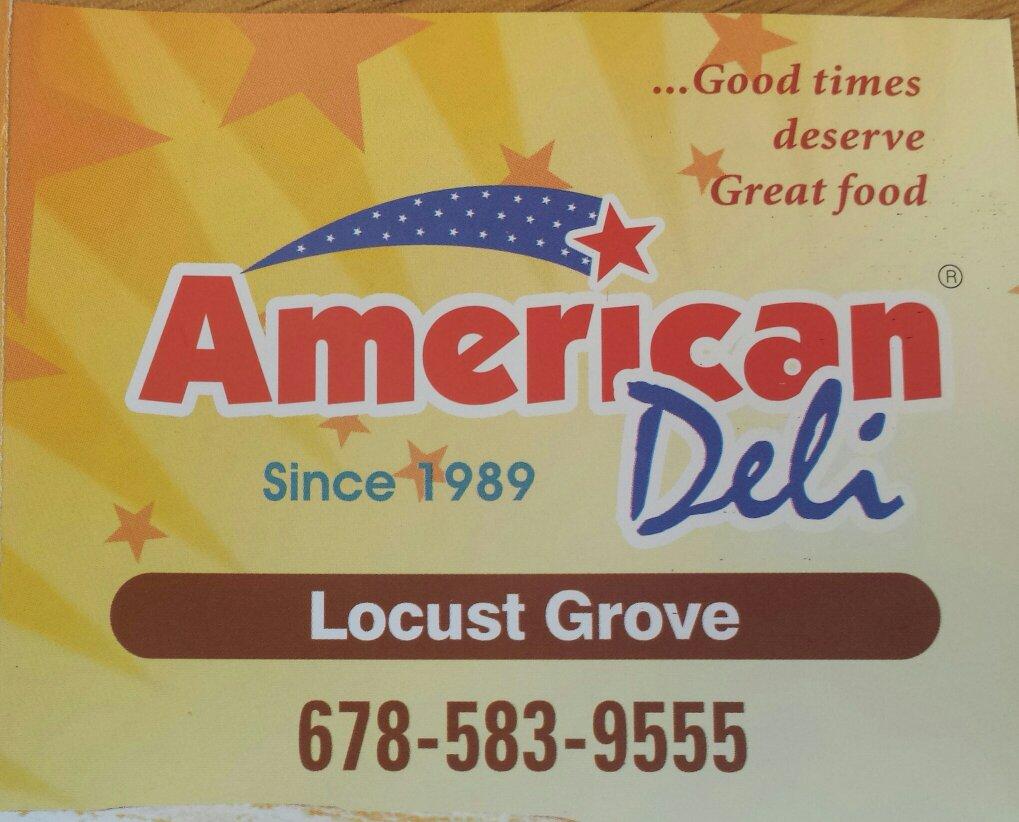 ...Good times
deserve
Great food
American ®
Deli
Since 1989
Locust Grove
678-583-9555